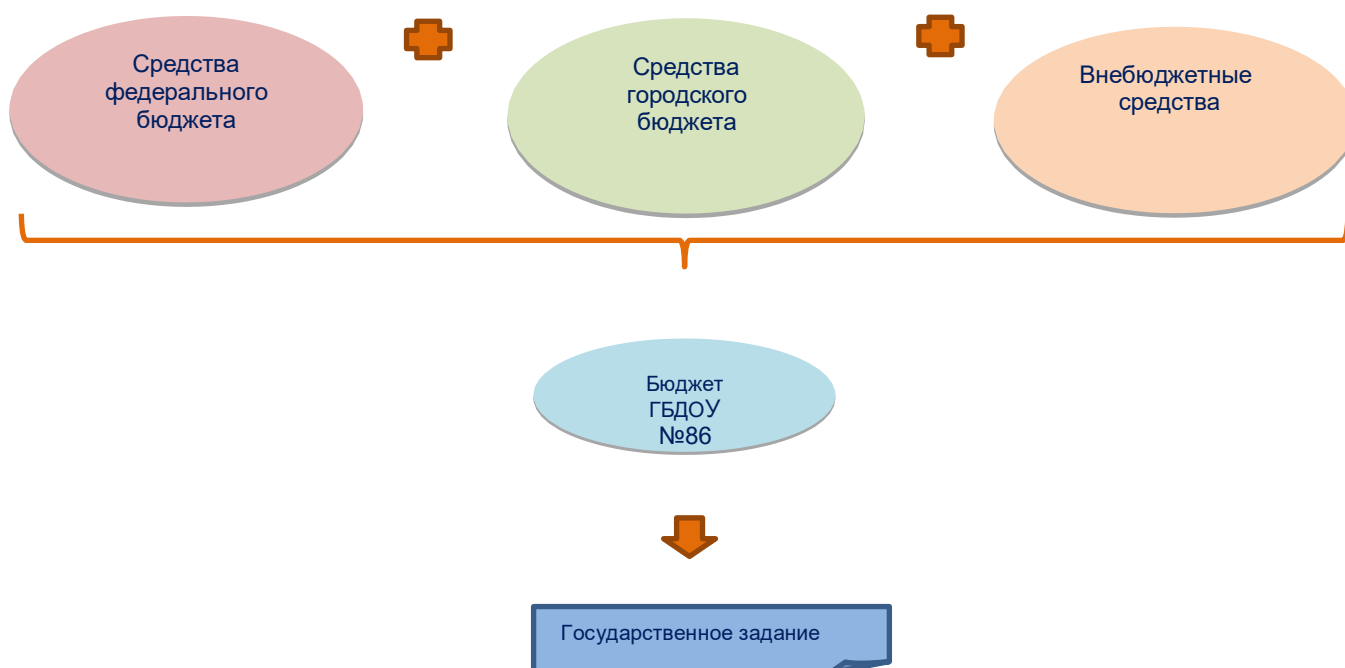 Средства
федерального
бюджета
Средства
городского
бюджета
Внебюджетные
средства
Бюджет
ГБДОУ
№86
Государственное задание